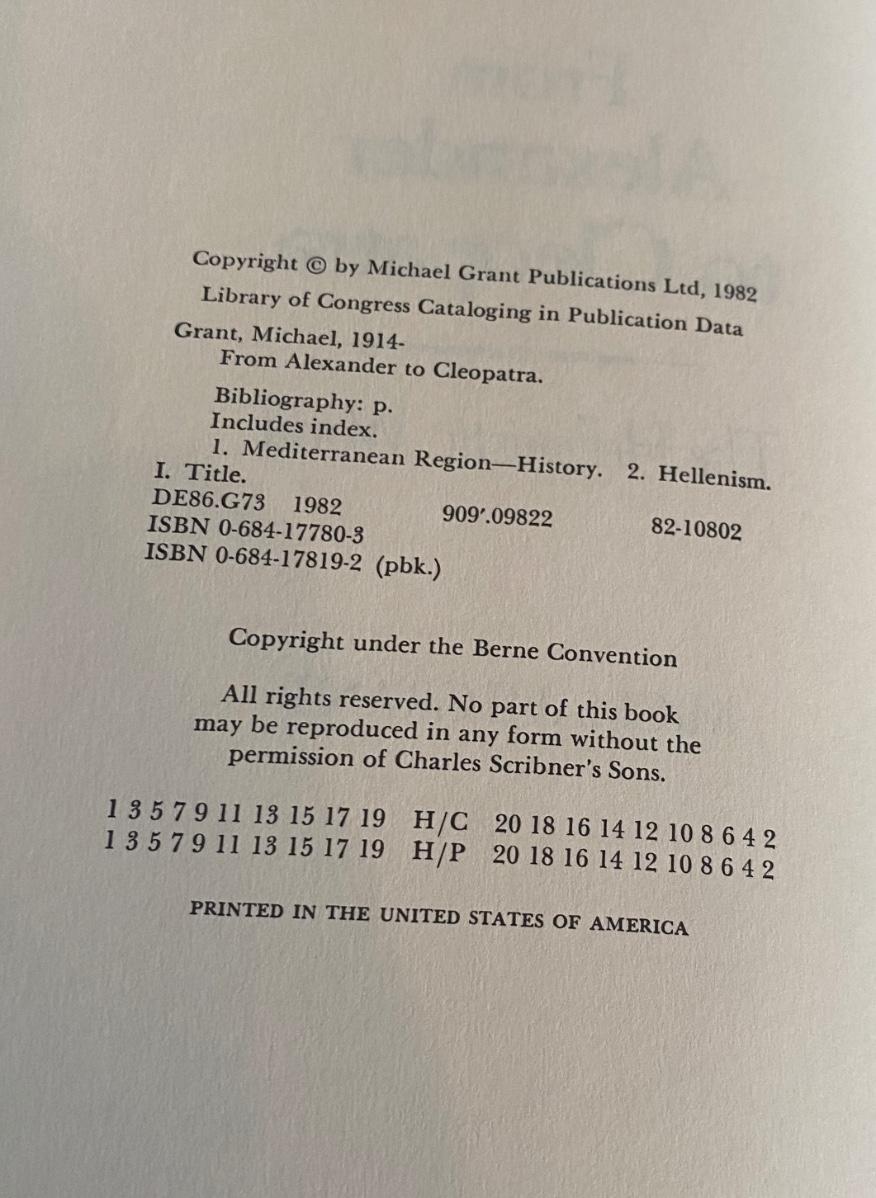 Copyright © by Michael Grant Publications Ltd, 1982
Library of Congress Cataloging in Publication Data
Grant, Michael, 1914-
From Alexander to Cleopatra.
Bibliography: p.
Includes index.
1. Mediterranean Region—History. 2. Hellenism.
I. Title.
DE86.G73 1982 909′.09822 82-10802
ISBN 0-684-17780-3
ISBN 0-684-17819-2 (pbk.)
Copyright under the Berne Convention
All rights reserved. No part of this book
may be reproduced in any form without the
permission of Charles Scribner's Sons.
1 3 5 7 9 11 13 15 17 19 H/C 20 18 16 14 12 10 8 6 4 2
1 3 5 7 9 11 13 15 17 19 H/P 20 18 16 14 12 10 8 6 4 2
PRINTED IN THE UNITED STATES OF AMERICA